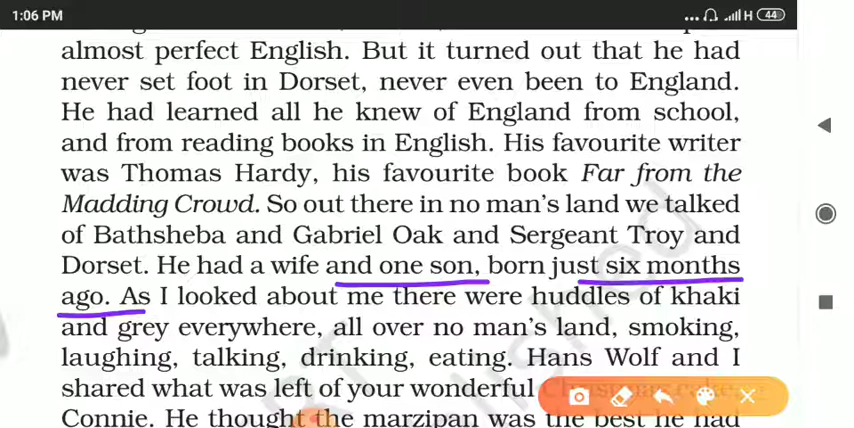 1:06 PM
... H 44
almost perfect English. But it turned out that he had
never set foot in Dorset, never even been to England.
He had learned all he knew of England from school,
and from reading books in English. His favourite writer
was Thomas Hardy, his favourite book Far from the
Madding Crowd. So out there in no man's land we talked
of Bathsheba and Gabriel Oak and Sergeant Troy and
Dorset. He had a wife and one son, born just six months
ago. As I looked about me there were huddles of khaki
and grey everywhere, all over no man's land, smoking,
laughing, talking, drinking, eating. Hans Wolf and I
shared what was left of your wonderful Christmas cake,
Connie. He thought the marzipan was the best he had